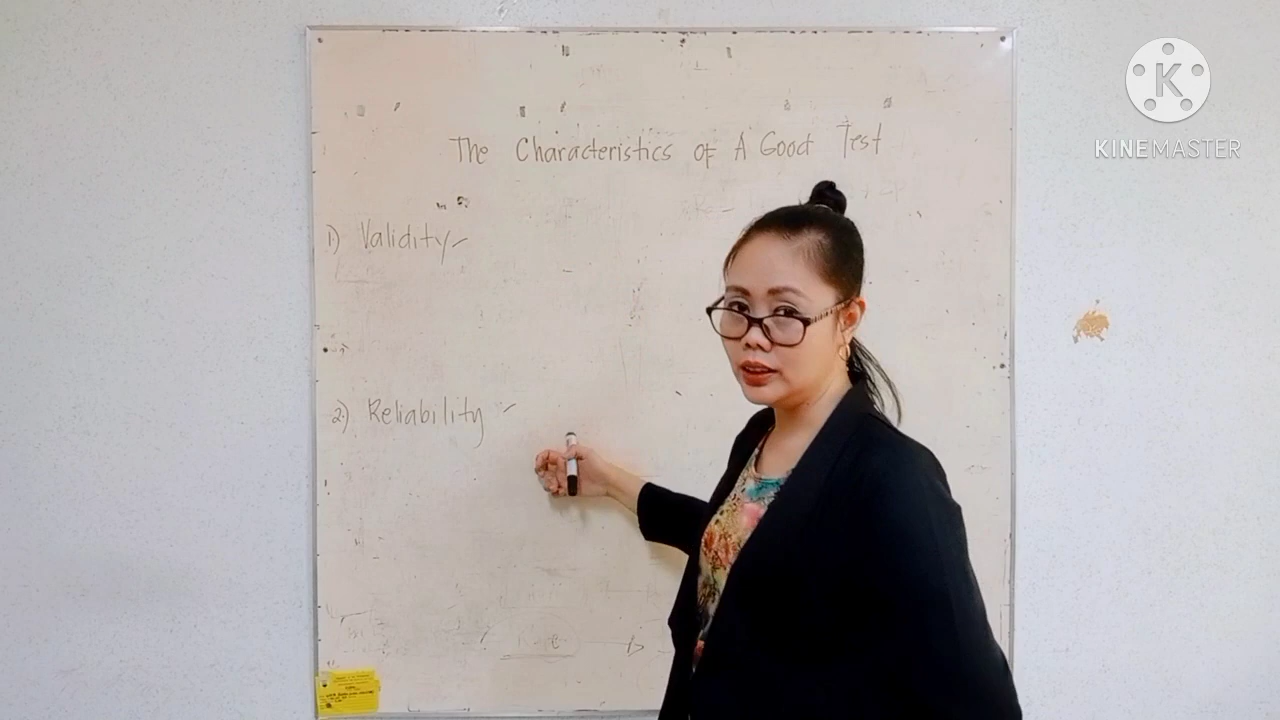 KINEMASTER
The Characteristics of A Good Test
1) Validity
2.) Reliability